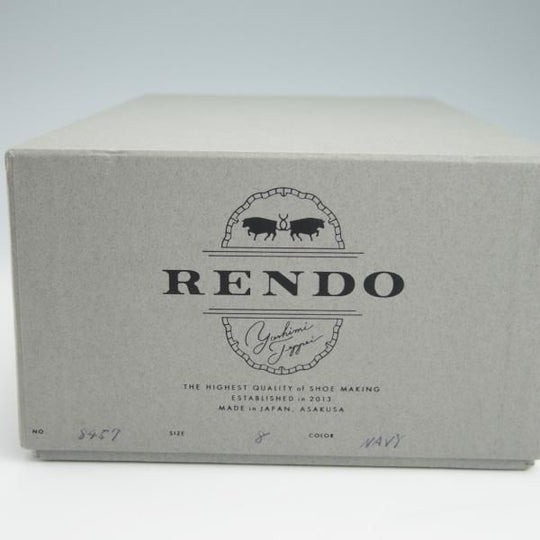 RENDO
Yoshimi
Teppei
THE HIGHEST QUALITY of SHOE MAKING
ESTABLISHED in 2013
MADE in JAPAN, ASAKUSA
NO 8457 SIZE 8 COLOR NAVY